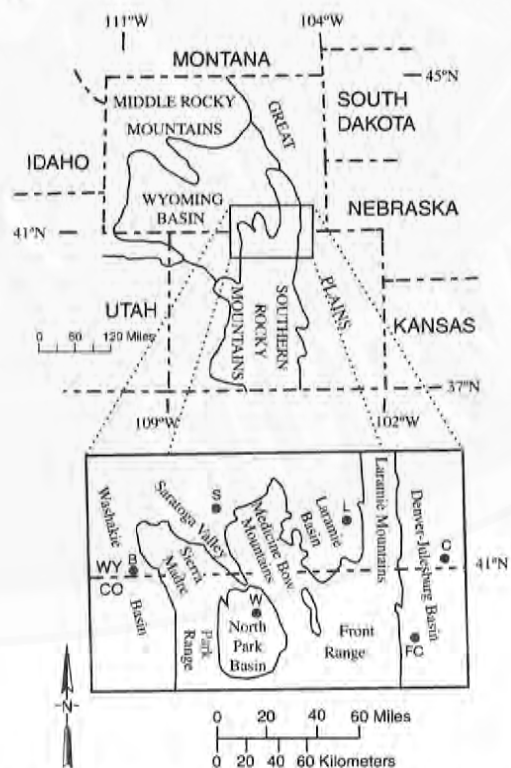 111°W
104°W
MONTANA
45°N
MIDDLE ROCKY
MOUNTAINS
GREAT
SOUTH
DAKOTA
IDAHO
WYOMING
BASIN
NEBRASKA
41°N
UTAH
PLAINS
MOUNTAINS
ROCKY
SOUTHERN
KANSAS
0 60 120 Miles
37°N
109°W
102°W
Washakie
Basin
Saratoga Valley
S
Medicine Bow
Mountains
Laramie
Basin
L
Laramie Mountains
Denver-Julesburg Basin
C
41°N
WY
CO
B
Sierra
Madre
Park
Range
W
North
Park
Basin
Front
Range
FC
N
0 20 40 60 Miles
0 20 40 60 Kilometers